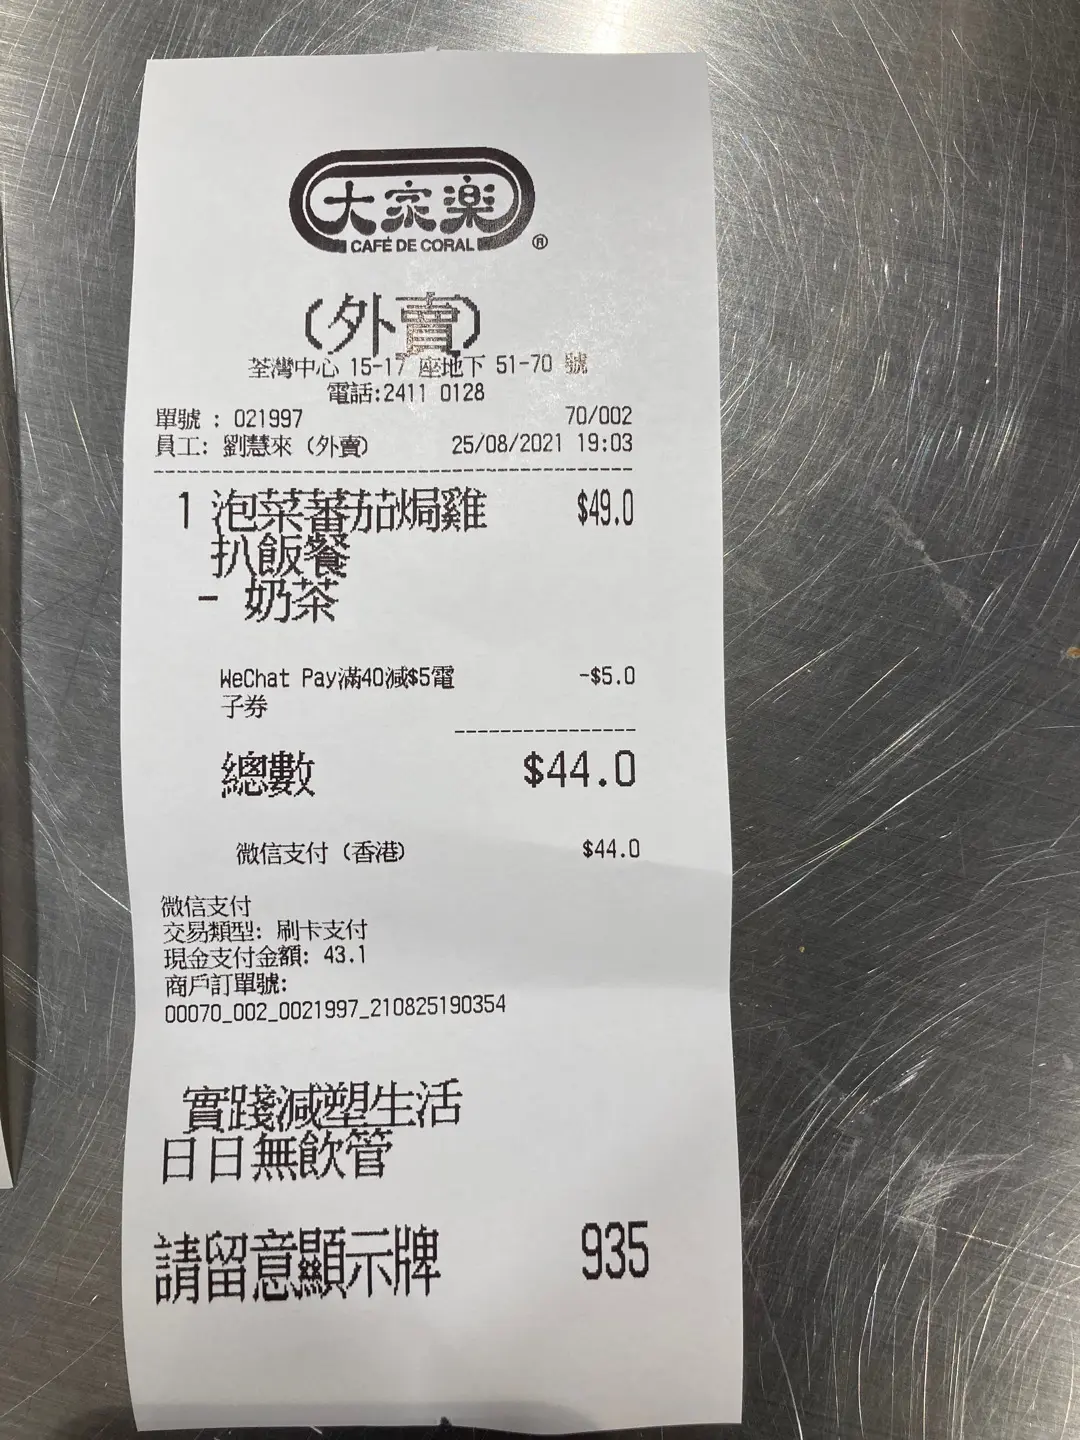 大家樂
CAFÉ DE CORAL ®
(外賣)
荃灣中心 15-17 座地下 51-70 號
電話:2411 0128
單號 : 021997 70/002
員工: 劉慧來 (外賣) 25/08/2021 19:03
1 泡菜蕃茄焗雞 $49.0
扒飯餐
- 奶茶
WeChat Pay滿40減$5電 -$5.0
子券
總數 $44.0
微信支付 (香港) $44.0
微信支付
交易類型: 刷卡支付
現金支付金額: 43.1
商戶訂單號:
00070_002_0021997_210825190354
實踐減塑生活
日日無飲管
請留意顯示牌 935